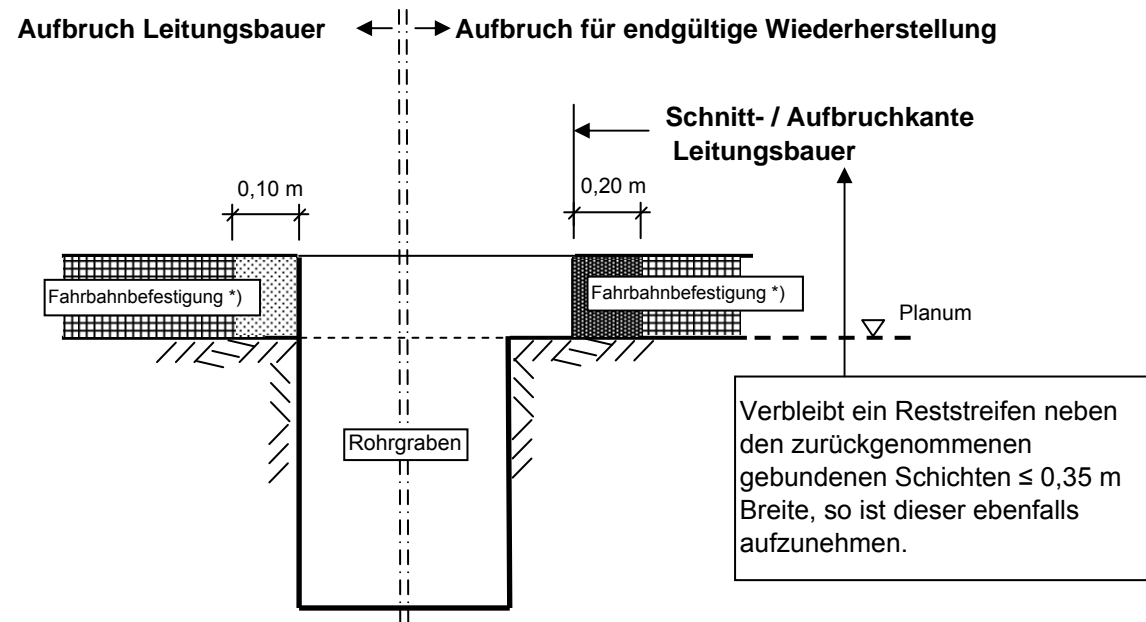 Aufbruch Leitungsbauer
Aufbruch für endgültige Wiederherstellung
Schnitt- / Aufbruchkante
Leitungsbauer
0,10 m
0,20 m
Fahrbahnbefestigung *)
Fahrbahnbefestigung *)
Planum
Rohrgraben
Verbleibt ein Reststreifen neben
den zurückgenommenen
gebundenen Schichten ≤ 0,35 m
Breite, so ist dieser ebenfalls
aufzunehmen.